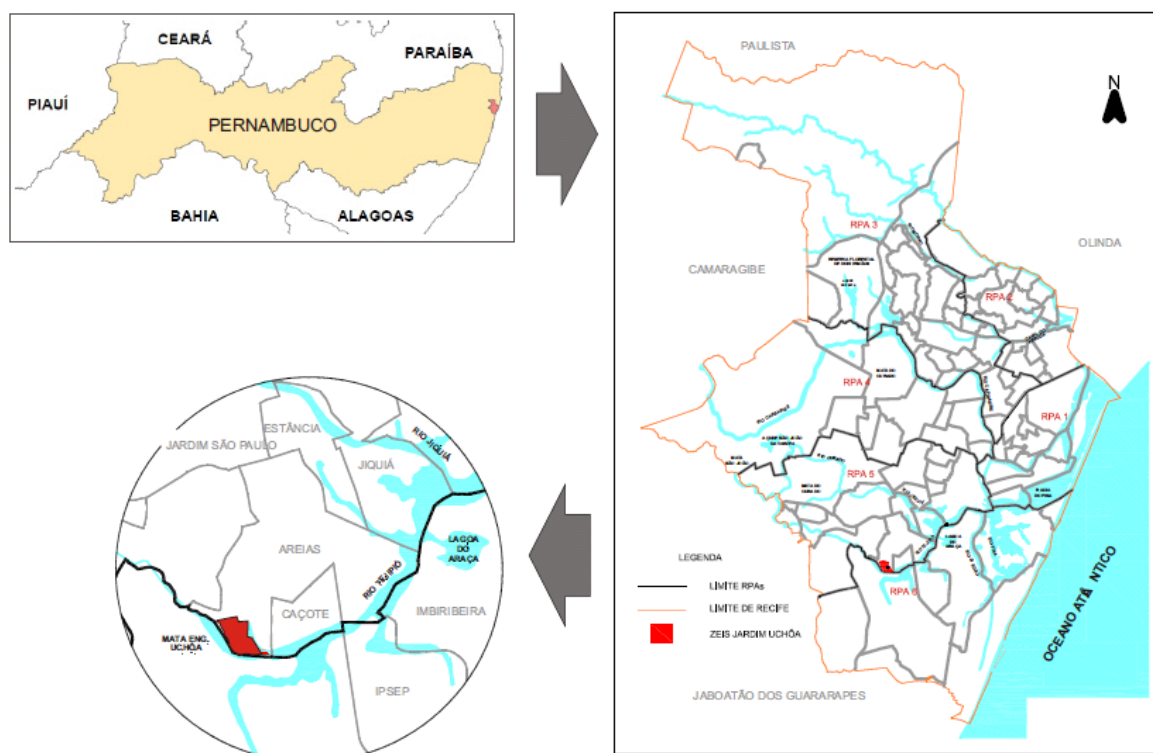 CEARÁ
PARAÍBA
PIAUÍ
PERNAMBUCO
BAHIA
ALAGOAS
PAULISTA
N
RPA 3
OLINDA
CAMARAGIBE
RPA 2
RPA 4
RPA 1
RPA 5
RPA 6
LEGENDA
LÍMITE RPAs
LÍMITE DE RECIFE
ZEIS JARDIM UCHÔA
OCEANO ATLÂNTICO
JABOATÃO DOS GUARARAPES
ESTÂNCIA
JARDIM SÃO PAULO
RIO JIQUIÁ
JIQUIÁ
LAGOA
DO
ARAÇA
AREIAS
RIO TEJIPIÓ
CAÇOTE
IMBIRIBEIRA
MATA ENG.
UCHÔA
IPSEP